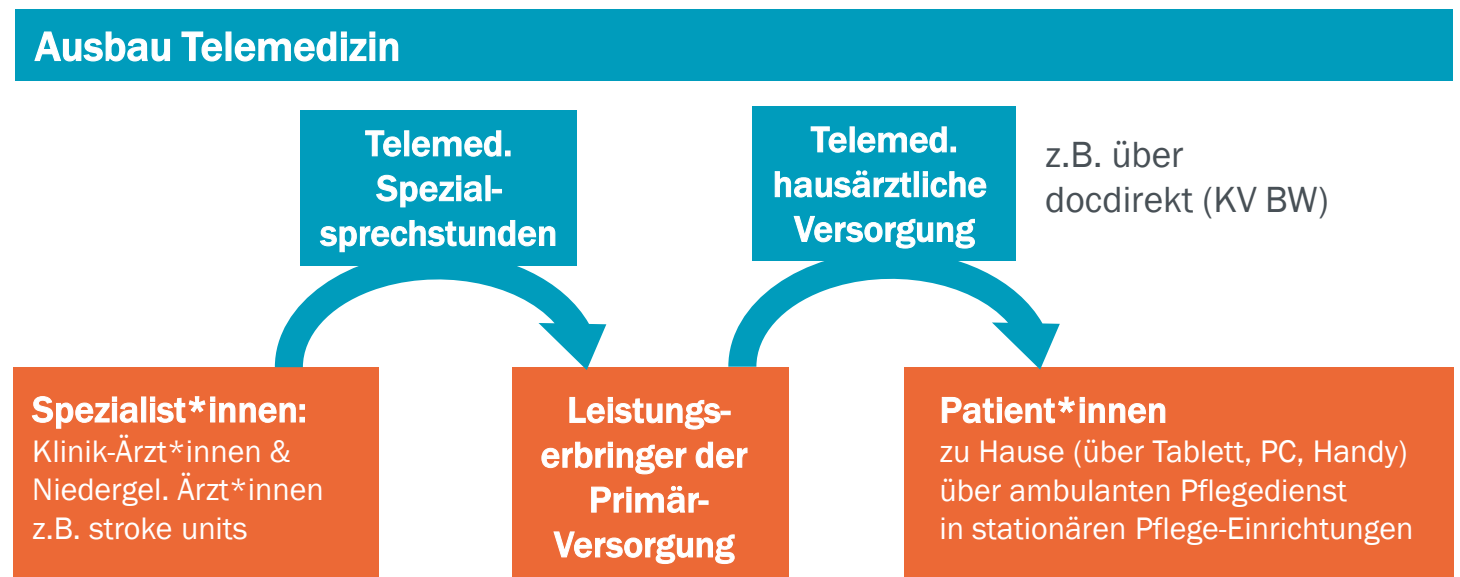 Ausbau Telemedizin
Telemed.
Spezial-
sprechstunden
Telemed.
hausärztliche
Versorgung
z.B. über
docdirekt (KV BW)
Spezialist*innen:
Klinik-Ärzt*innen &
Niedergel. Ärzt*innen
z.B. stroke units
Leistungs-
erbringer der
Primär-
Versorgung
Patient*innen
zu Hause (über Tablett, PC, Handy)
über ambulanten Pflegedienst
in stationären Pflege-Einrichtungen